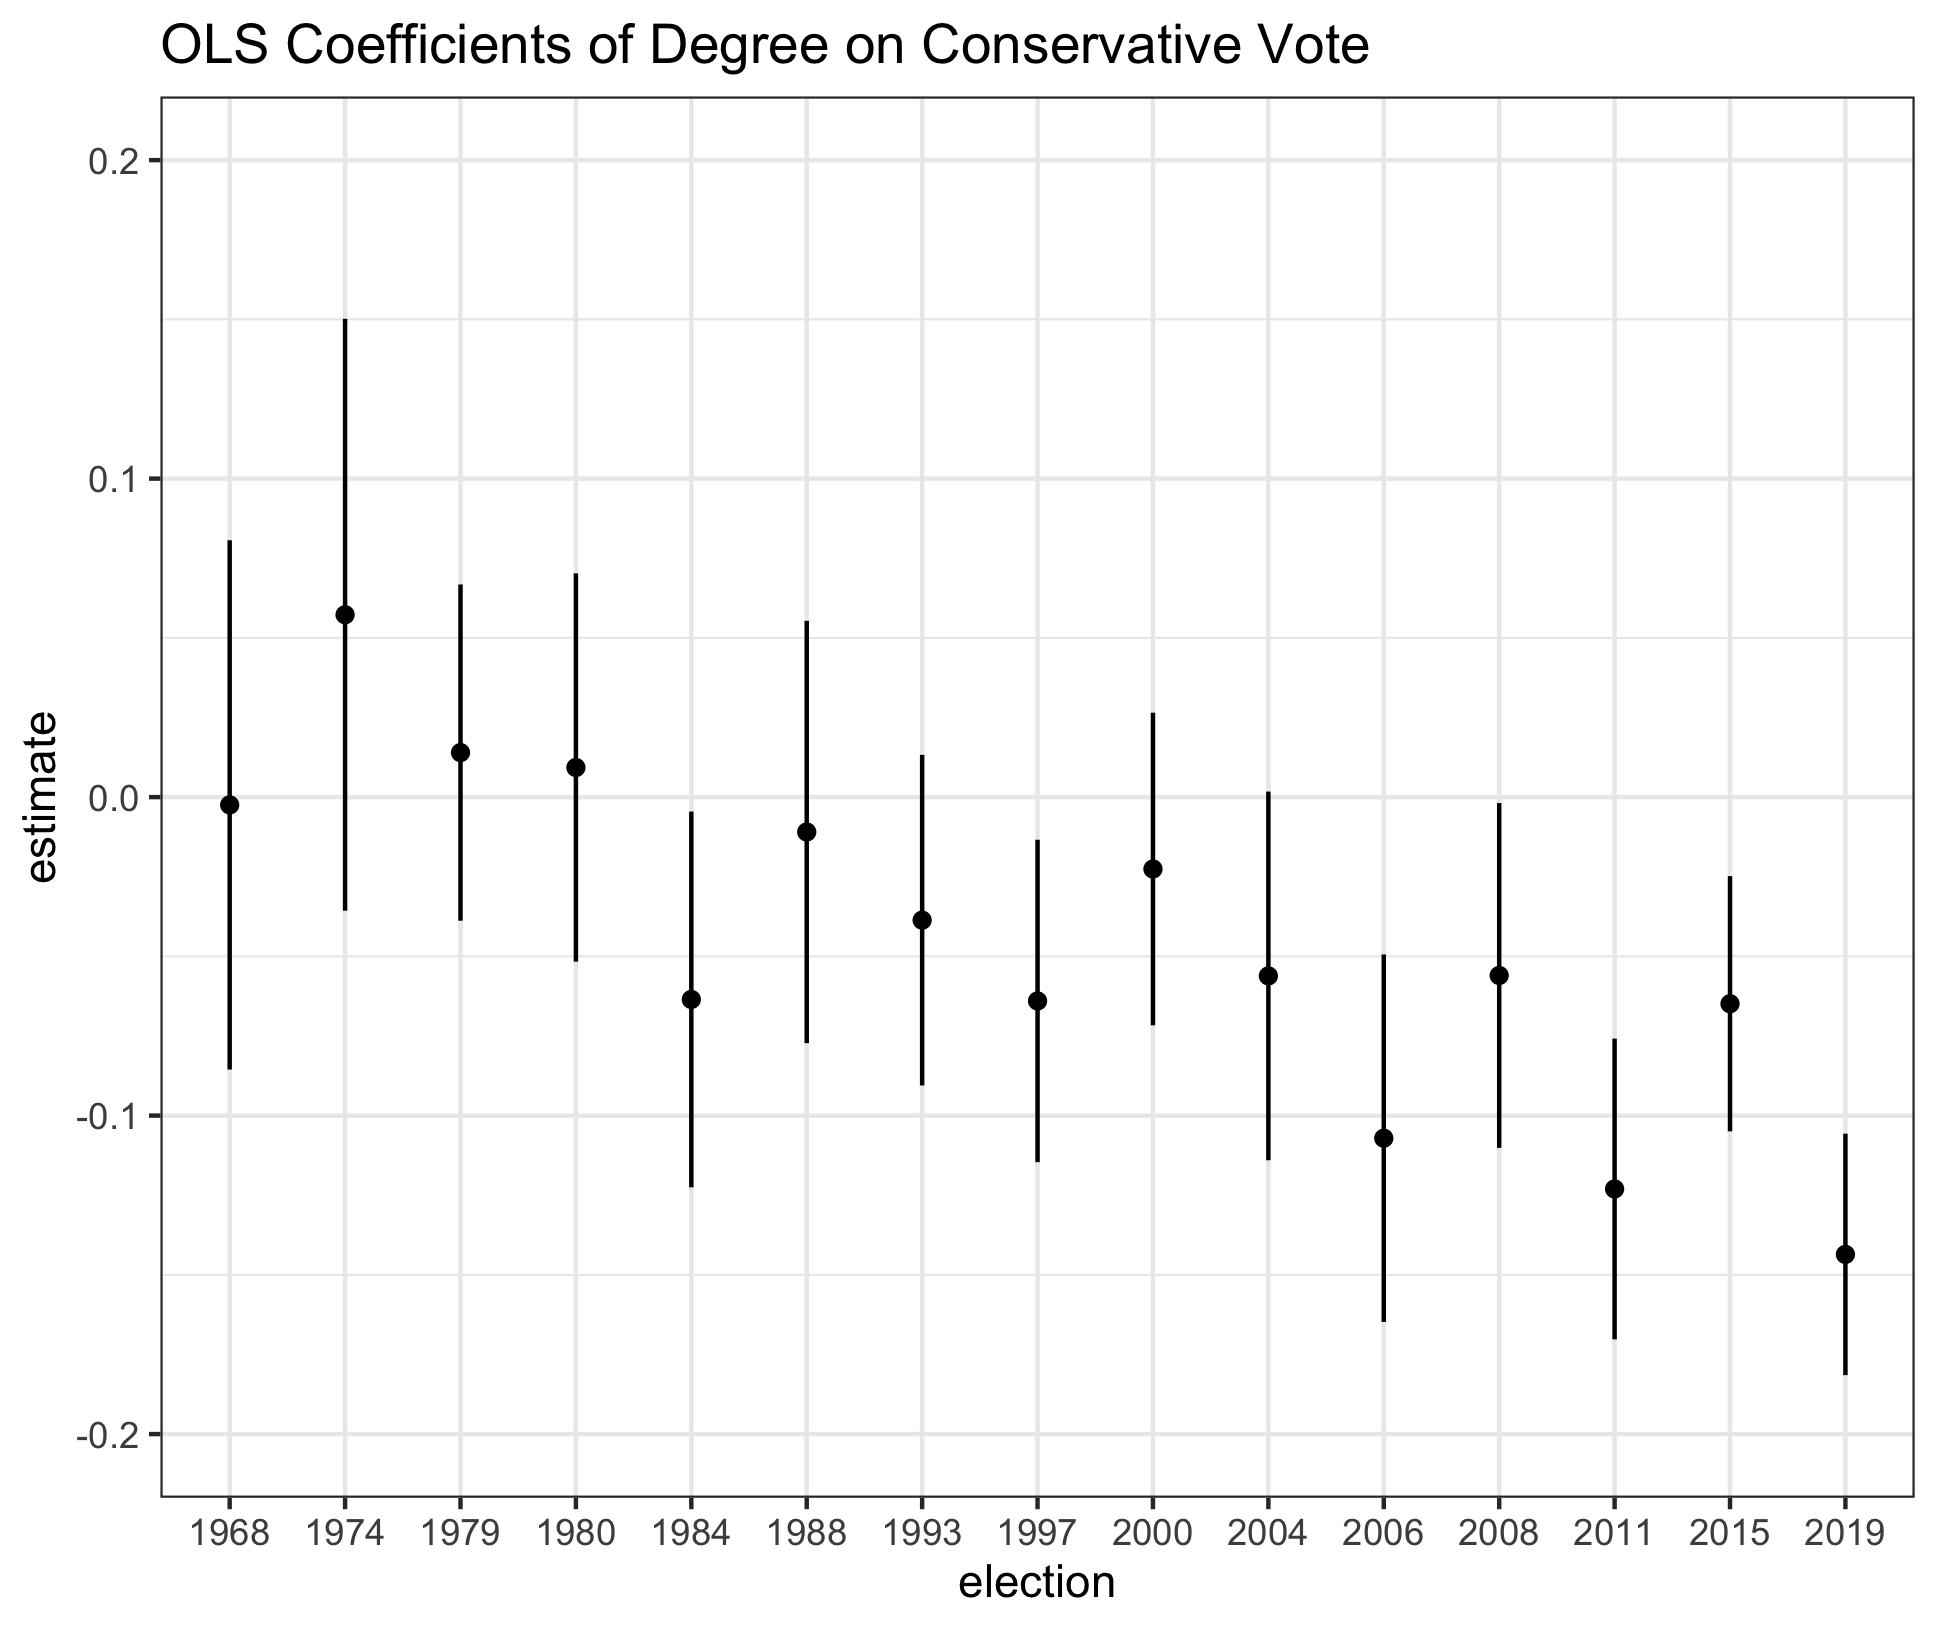 OLS Coefficients of Degree on Conservative Vote
0.2
0.1
0.0
-0.1
-0.2
estimate
1968 1974 1979 1980 1984 1988 1993 1997 2000 2004 2006 2008 2011 2015 2019
election